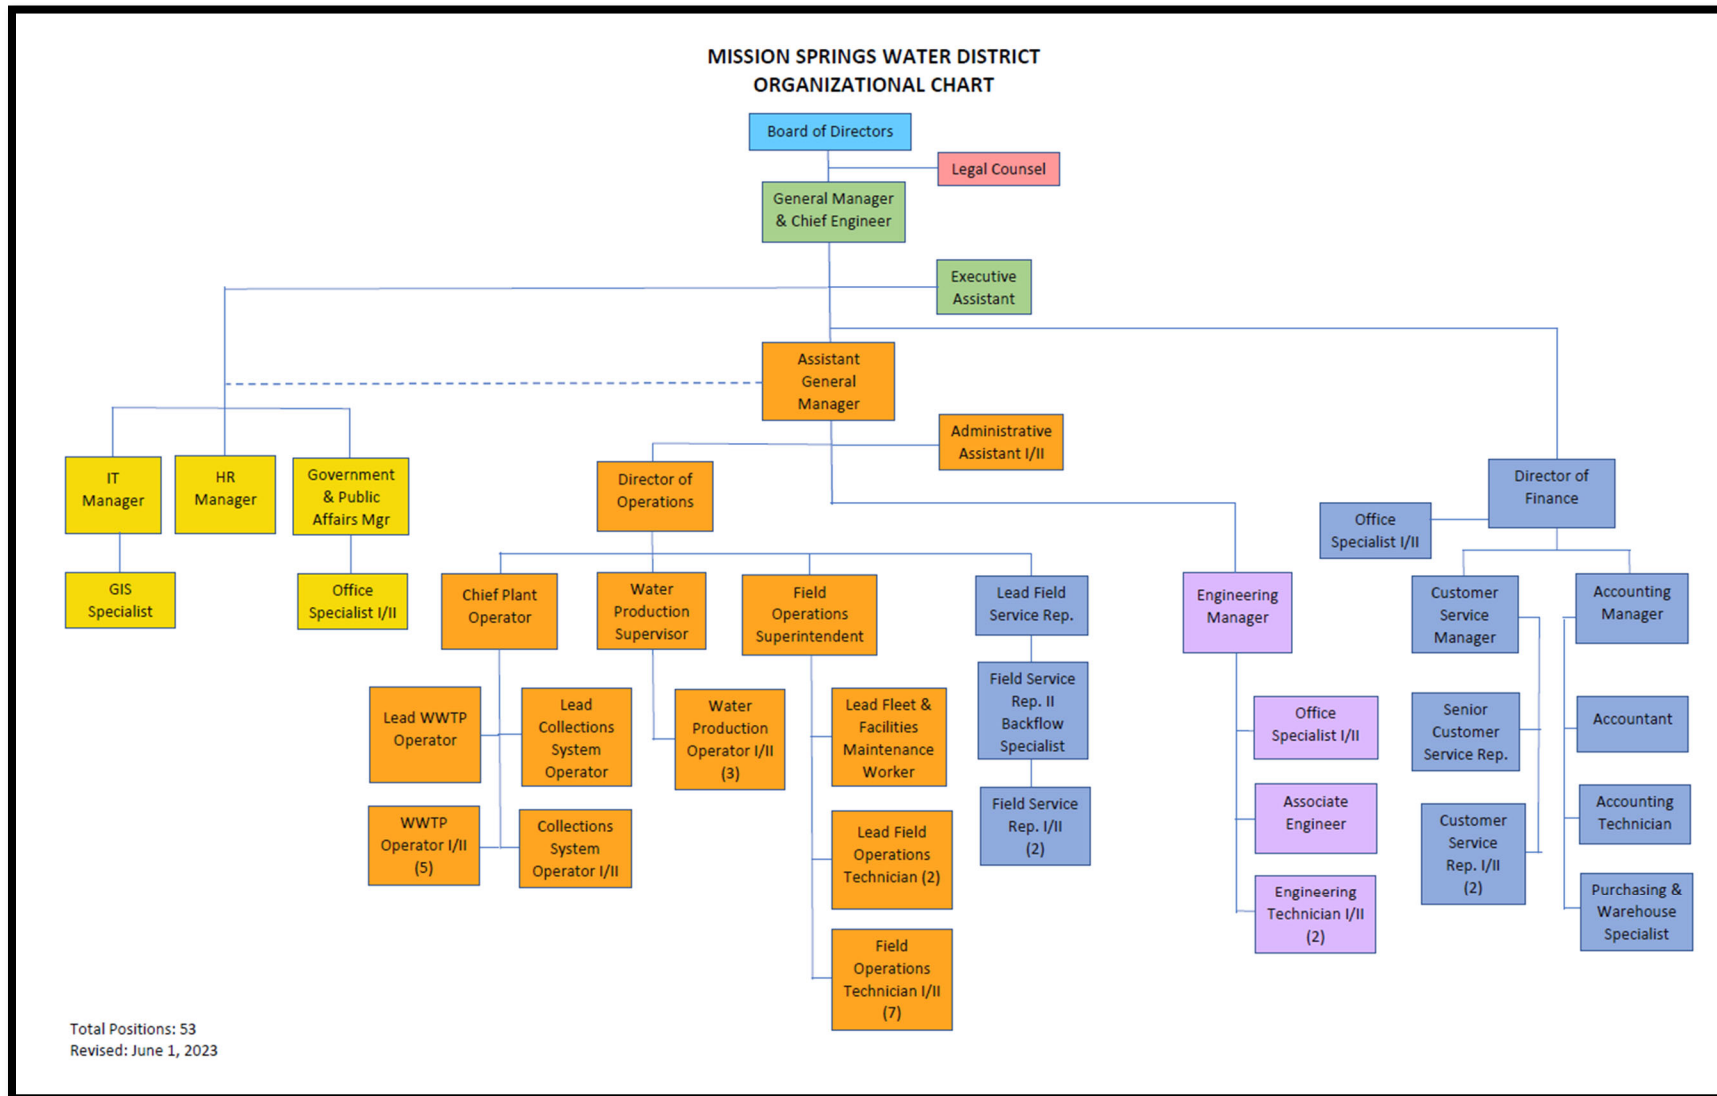 MISSION SPRINGS WATER DISTRICT
ORGANIZATIONAL CHART
Board of Directors
Legal Counsel
General Manager
& Chief Engineer
Executive
Assistant
Assistant
General
Manager
Administrative
Assistant I/II
IT
Manager
HR
Manager
Government
& Public
Affairs Mgr
Director of
Operations
Director of
Finance
Office
Specialist I/II
GIS
Specialist
Office
Specialist I/II
Chief Plant
Operator
Water
Production
Supervisor
Field
Operations
Superintendent
Lead Field
Service Rep.
Engineering
Manager
Customer
Service
Manager
Accounting
Manager
Lead WWTP
Operator
Lead
Collections
System
Operator
Water
Production
Operator I/II
(3)
Lead Fleet &
Facilities
Maintenance
Worker
Field Service
Rep. II
Backflow
Specialist
Office
Specialist I/II
Senior
Customer
Service Rep.
Accountant
WWTP
Operator I/II
(5)
Collections
System
Operator I/II
Lead Field
Operations
Technician (2)
Field Service
Rep. I/II
(2)
Associate
Engineer
Customer
Service
Rep. I/II
(2)
Accounting
Technician
Field
Operations
Technician I/II
(7)
Engineering
Technician I/II
(2)
Purchasing &
Warehouse
Specialist
Total Positions: 53
Revised: June 1, 2023